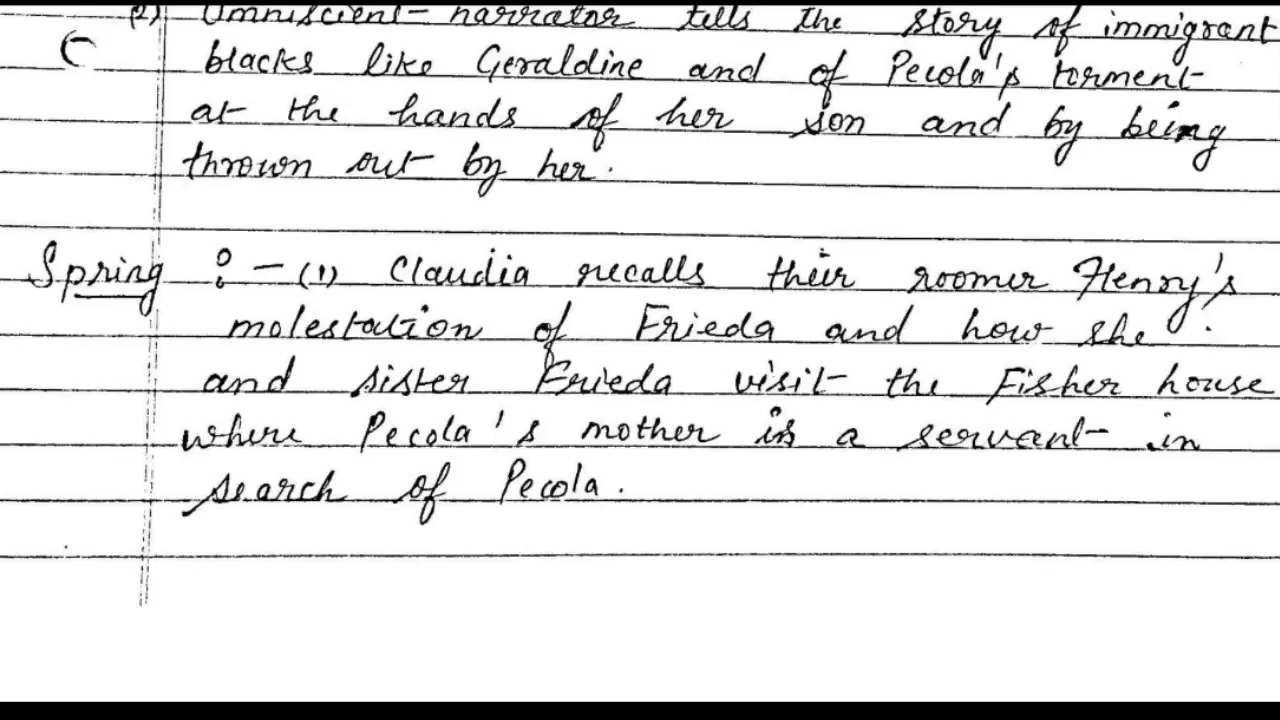 (2) Omniscient narrator tells the story of immigrant
blacks like Geraldine and of Pecola's torment
at the hands of her son and by being
thrown out by her.
Spring :- (1) Claudia recalls their roomer Henry's
molestation of Frieda and how she
and sister Frieda visit the Fisher house
where Pecola's mother is a servant in
search of Pecola.